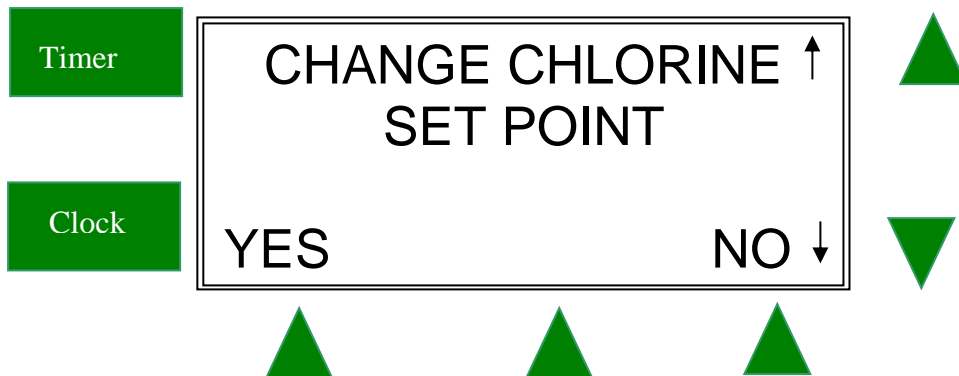 Timer
CHANGE CHLORINE ↑
SET POINT
Clock
YES NO ↓